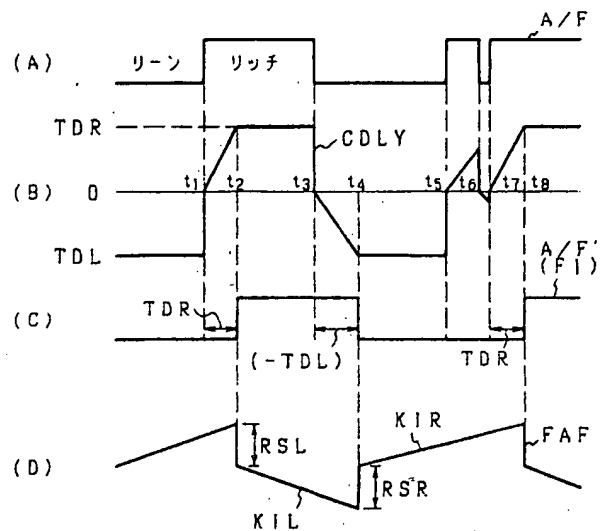 A/F
(A)
リーン
リッチ
TDR
CDLY
t1
t2
t3
t4
t5
t6
t7
t8
(B)
0
TDL
A/F'
(F1)
(C)
TDR
(-TDL)
TDR
(D)
RSL
KIL
KIR
RSR
FAF